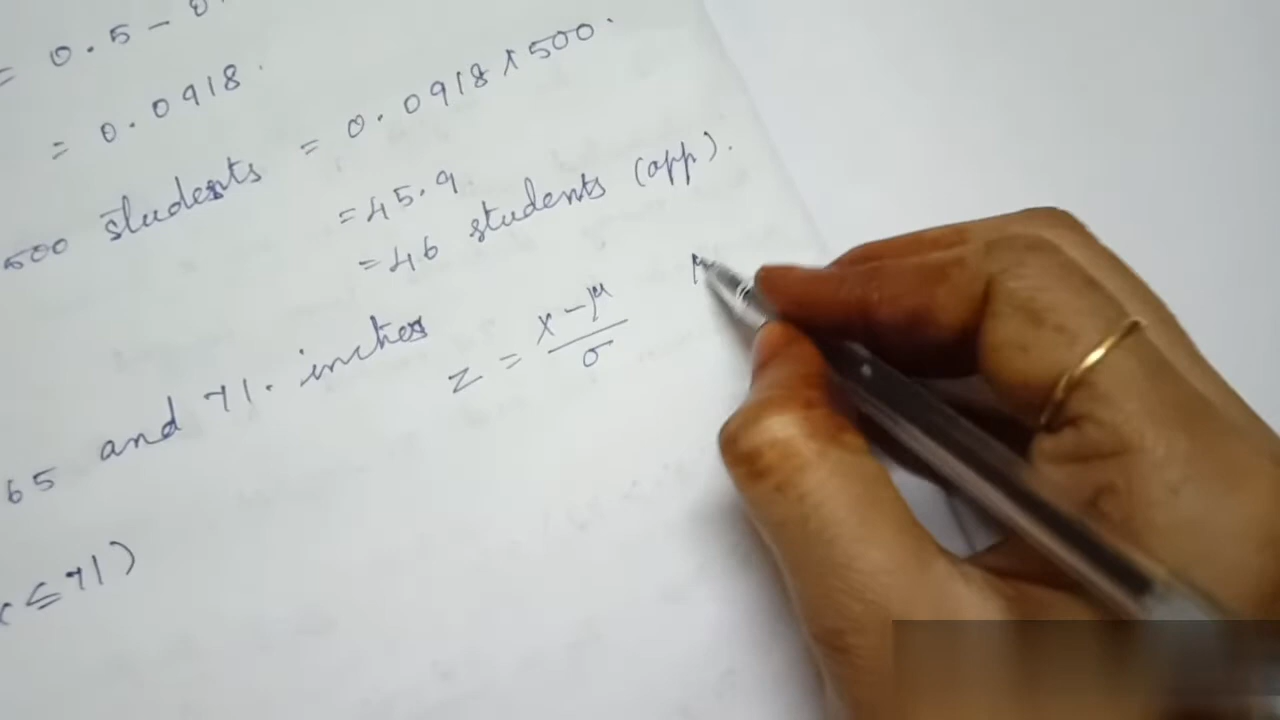 = 0.5 -
= 0.0918.
500 students = 0.0918 x 500.
= 45.9
= 46 students (app).
65 and 71. inches
z = x - μ / σ
μ
≤ 71)